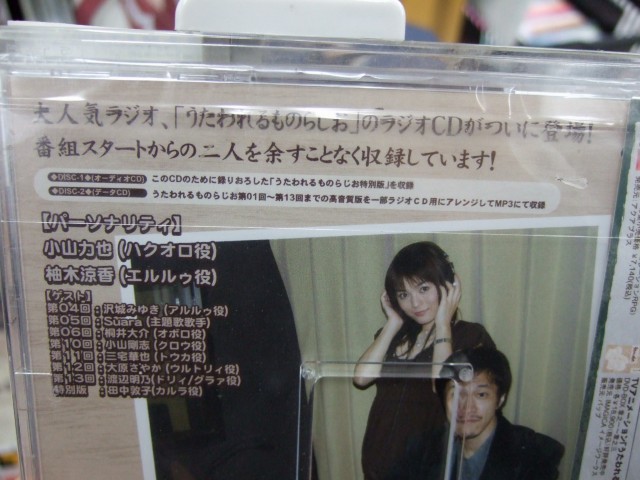 大人気ラジオ、「うたわれるものらじお」のラジオCDがついに登場!
番組スタートからの二人を余すことなく収録しています!
◆DISC-1◆(オーディオCD) このCDのために録りおろした「うたわれるものらじお特別版」を収録
◆DISC-2◆(データCD) うたわれるものらじお第01回〜第13回までの高音質版を一部ラジオCD用にアレンジしてMP3にて収録
【パーソナリティ】
小山力也(ハクオロ役)
柚木涼香(エルルゥ役)
【ゲスト】
第04回:沢城みゆき(アルルゥ役)
第05回:Suara(主題歌歌手)
第06回:桐井大介(オボロ役)
第10回:小山剛志(クロウ役)
第11回:三宅華也(トウカ役)
第12回:大原さやか(ウルトリィ役)
第13回:渡辺明乃(ドリィ/グラァ役)
特別版:田中敦子(カルラ役)
TVアニメーション「うたわれ